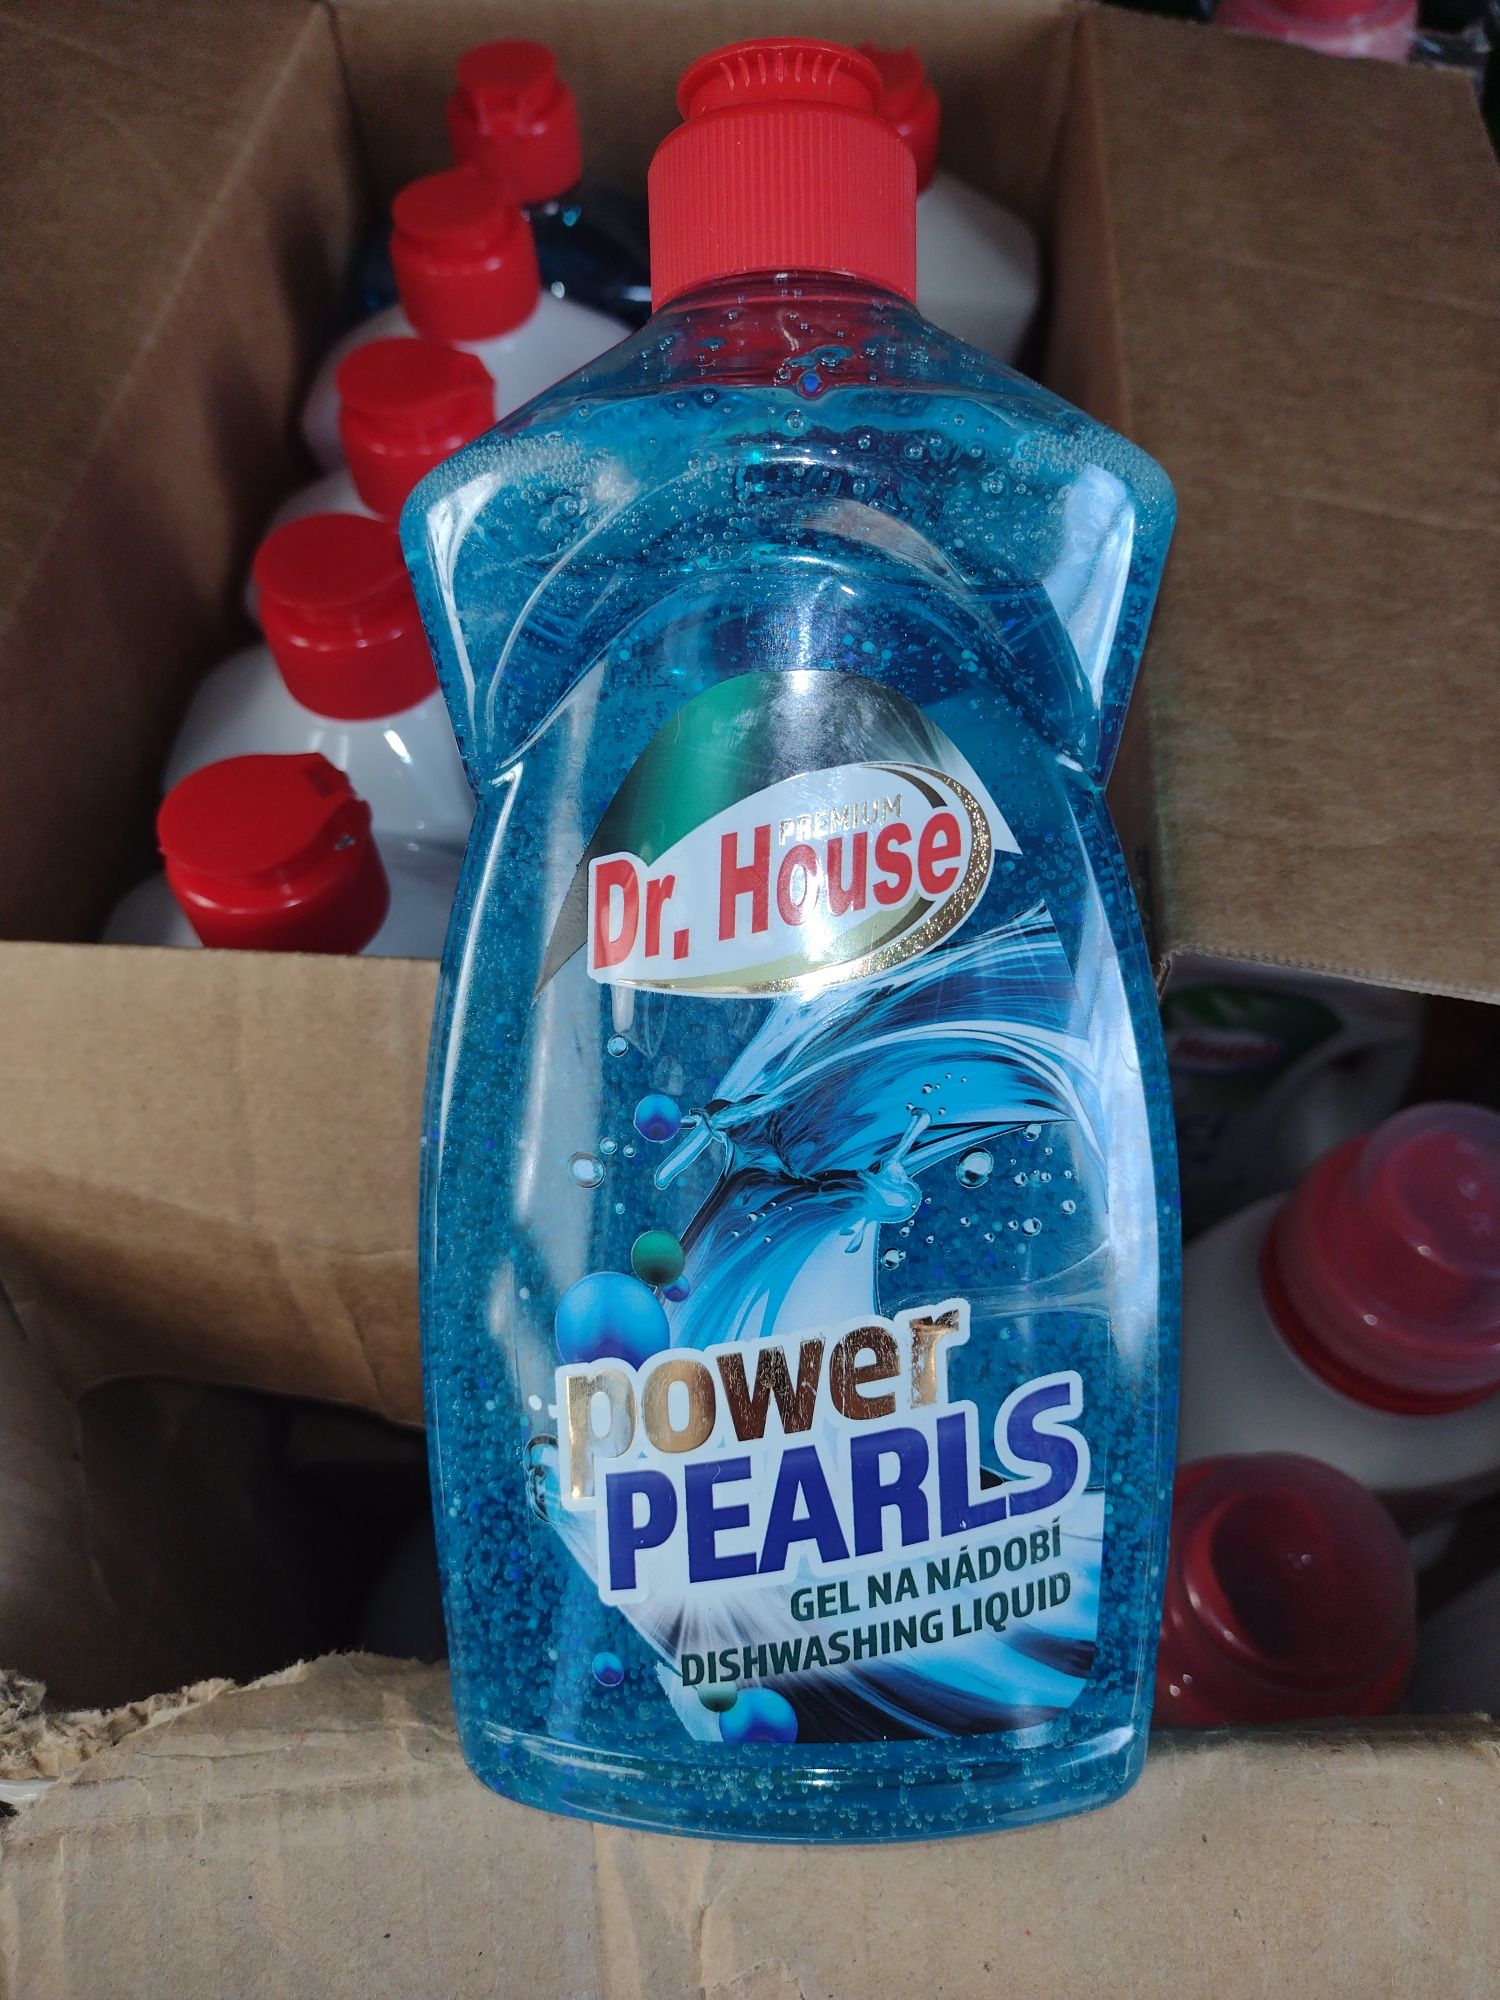 PREMIUM
Dr. House
power
PEARLS
GEL NA NÁDOBÍ
DISHWASHING LIQUID